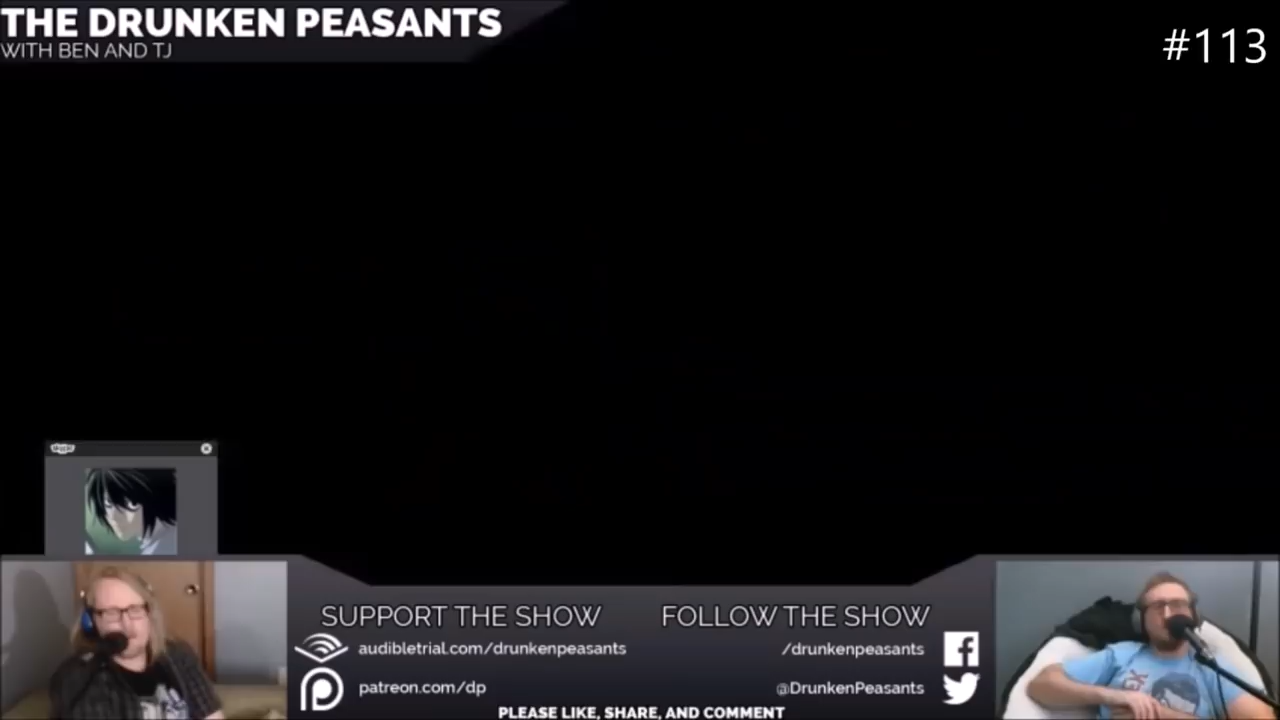 THE DRUNKEN PEASANTS
WITH BEN AND TJ
#113
skype
SUPPORT THE SHOW
audibletrial.com/drunkenpeasants
patreon.com/dp
FOLLOW THE SHOW
/drunkenpeasants
@DrunkenPeasants
PLEASE LIKE, SHARE, AND COMMENT